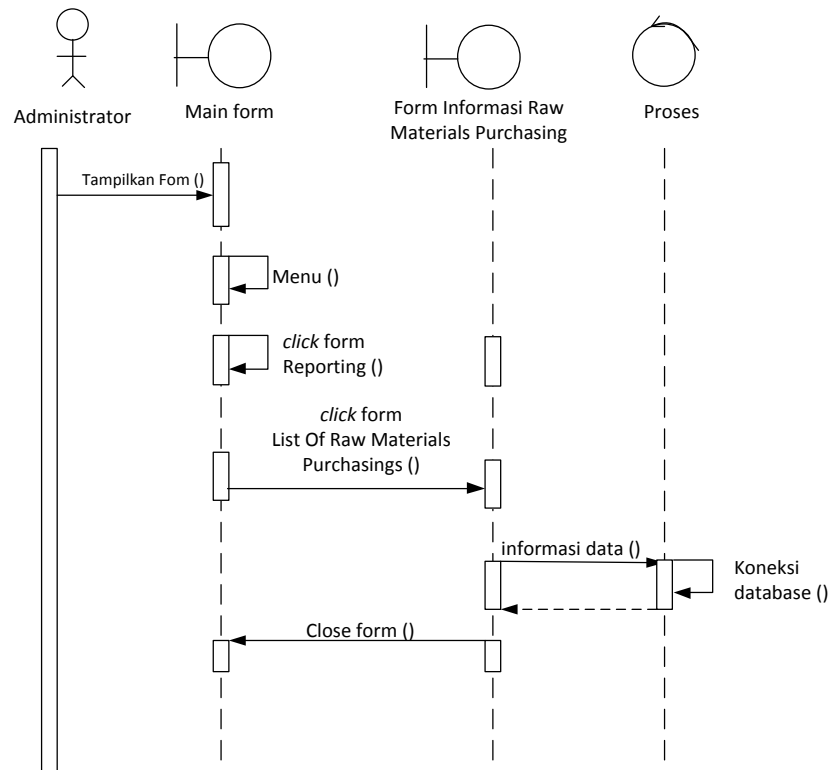 Administrator
Main form
Form Informasi Raw
Materials Purchasing
Proses
Tampilkan Fom ()
Menu ()
click form
Reporting ()
click form
List Of Raw Materials
Purchasings ()
informasi data ()
Koneksi
database ()
Close form ()